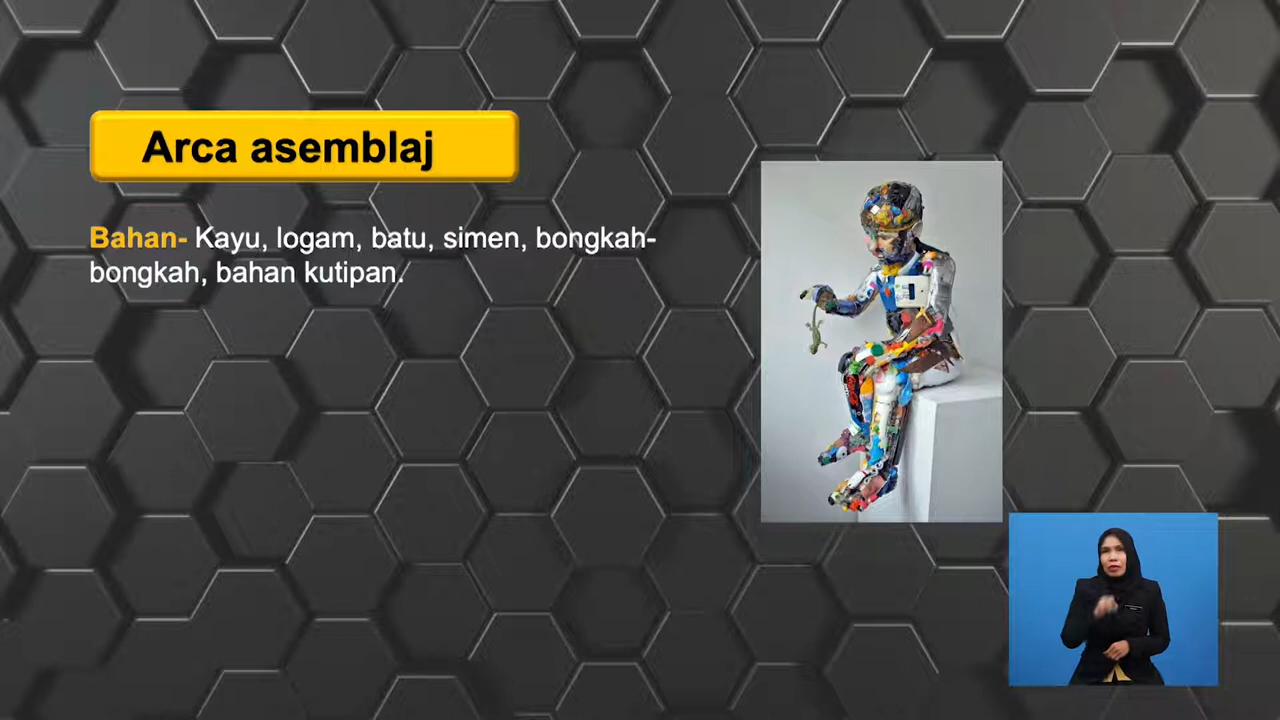 Arca asemblaj
Bahan- Kayu, logam, batu, simen, bongkah-
bongkah, bahan kutipan.